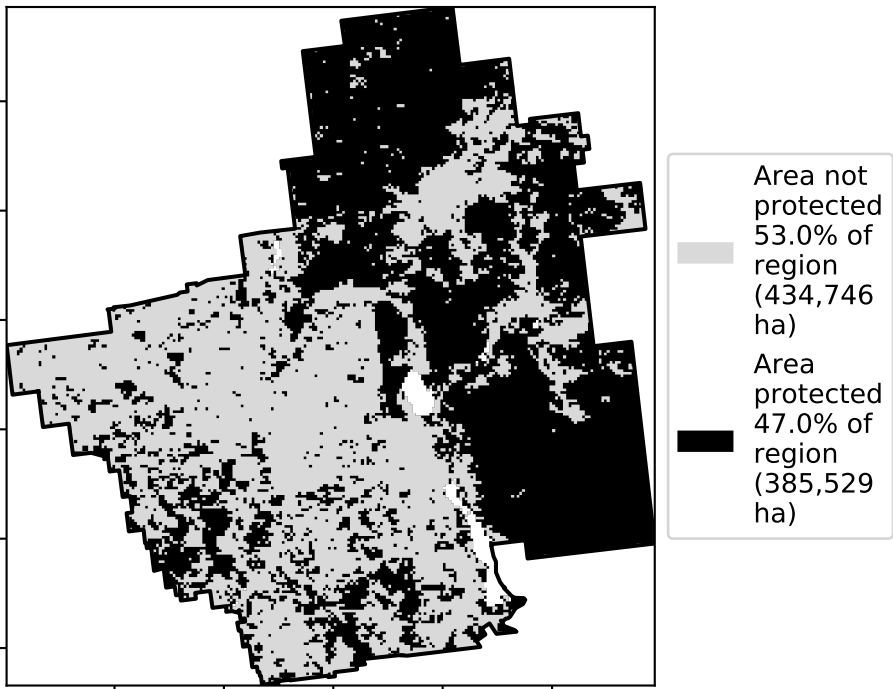 Area not
protected
53.0% of
region
(434,746
ha)
Area
protected
47.0% of
region
(385,529
ha)